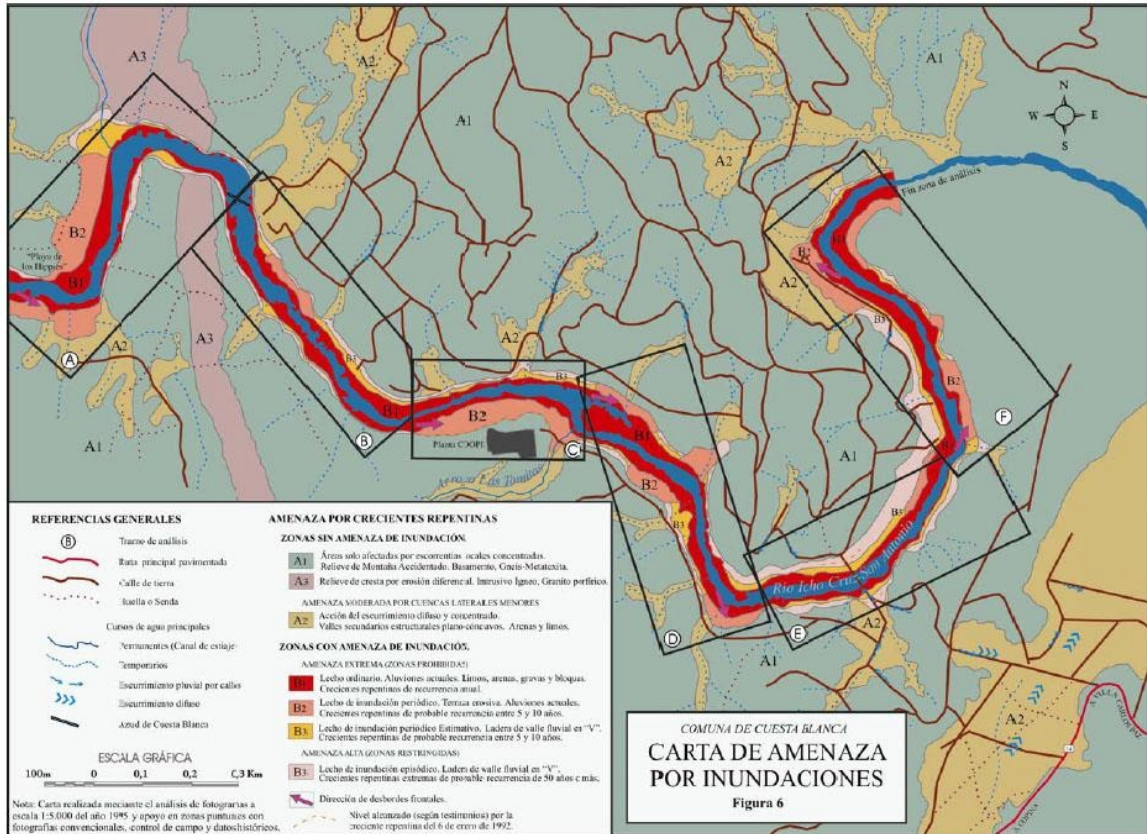 A3
A2
A1
A1
A2
N
W E
S
Fin zona de análisis
B2
"Playa de
los Hippies"
B1
A3
A2
A
A1
B3
B1
B
B2
A2
B3
Planta COOPI
C
B1
B2
B3
B1
B2
A2
B3
A1
B2
F
B3
Río Icho Cruz-San Antonio
D
E
A1
A2
A2
REFERENCIAS GENERALES
B Tramo de análisis
Ruta principal pavimentada
Calle de tierra
Huella o Senda
Cursos de agua principales
Permanentes (Canal de estiaje)
Temporarios
Escurrimiento pluvial por calles
Escurrimiento difuso
Azud de Cuesta Blanca
ESCALA GRÁFICA
100m 0 0,1 0,2 0,3 Km
Nota: Carta realizada mediante el análisis de fotografías a
escala 1:5.000 del año 1995 y apoyo en zonas puntuales con
fotografías convencionales, control de campo y datos históricos.
AMENAZA POR CRECIENTES REPENTINAS
ZONAS SIN AMENAZA DE INUNDACIÓN.
A1 Áreas solo afectadas por escorrentías locales concentradas.
Relieve de Montaña Accidentado. Basamento, Gneis-Metatexita.
A3 Relieve de cresta por erosión diferencial. Intrusivo Igneo, Granito porfírico.
AMENAZA MODERADA POR CUENCAS LATERALES MENORES
A2 Acción del escurrimiento difuso y concentrado.
Valles secundarios estructurales plano-cóncavos. Arenas y limos.
ZONAS CON AMENAZA DE INUNDACIÓN.
AMENAZA EXTREMA (ZONAS PROHIBIDAS)
B1 Lecho ordinario. Aluviones actuales. Limos, arenas, gravas y bloques.
Crecientes repentinas de recurrencia anual.
B2 Lecho de inundación periódico. Terraza erosiva. Aluviones actuales.
Crecientes repentinas de probable recurrencia entre 5 y 10 años.
B3 Lecho de inundación periódico Estimativo. Ladera de valle fluvial en "V".
Crecientes repentinas de probable recurrencia entre 5 y 10 años.
AMENAZA ALTA (ZONAS RESTRINGIDAS)
B3 Lecho de inundación episódico. Ladera de valle fluvial en "V".
Crecientes repentinas extremas de probable recurrencia de 50 años o más.
Dirección de desbordes frontales.
Nivel alcanzado (según testimonios) por la
creciente repentina del 6 de enero de 1992.
COMUNA DE CUESTA BLANCA
CARTA DE AMENAZA
POR INUNDACIONES
Figura 6
A VILLA CARLOS PAZ
COPINA